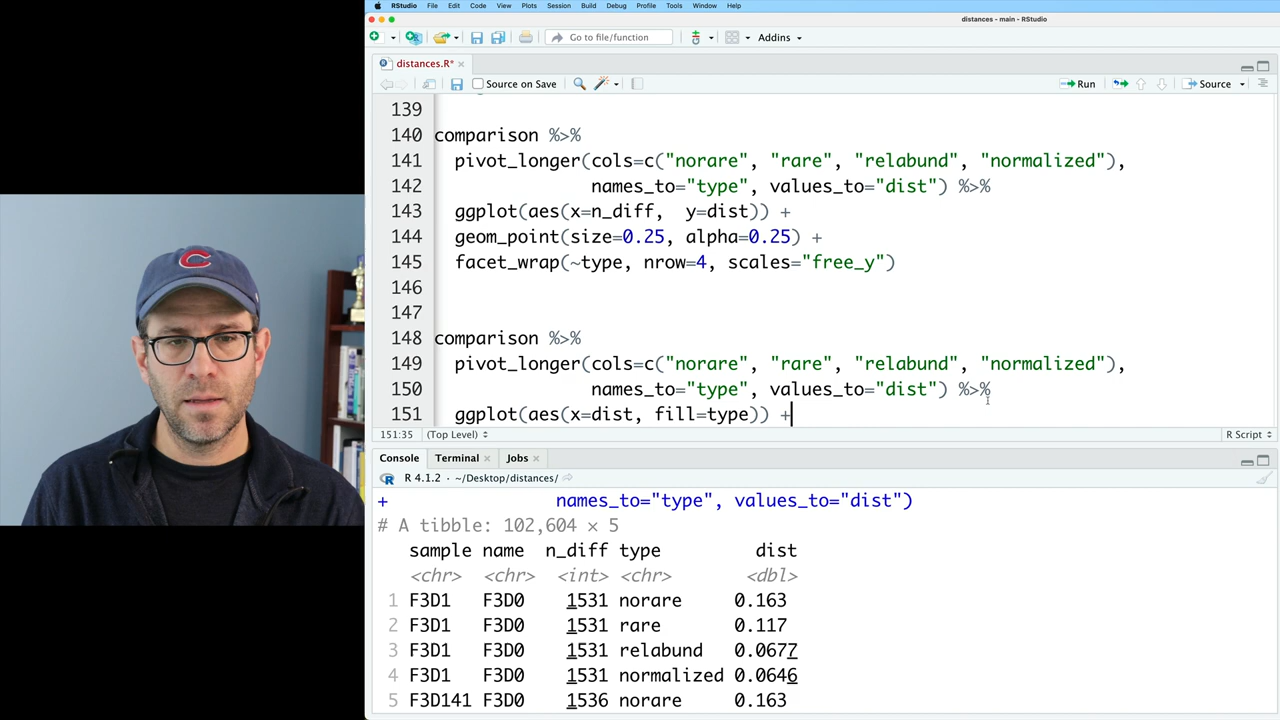 RStudio File Edit Code View Plots Session Build Debug Profile Tools Window Help
distances - main - RStudio
Go to file/function Addins
distances.R*
Source on Save Run Source
139
140 comparison %>%
141 pivot_longer(cols=c("norare", "rare", "relabund", "normalized"),
142 names_to="type", values_to="dist") %>%
143 ggplot(aes(x=n_diff, y=dist)) +
144 geom_point(size=0.25, alpha=0.25) +
145 facet_wrap(~type, nrow=4, scales="free_y")
146
147
148 comparison %>%
149 pivot_longer(cols=c("norare", "rare", "relabund", "normalized"),
150 names_to="type", values_to="dist") %>%
151 ggplot(aes(x=dist, fill=type)) +
151:35 (Top Level) R Script
Console Terminal Jobs
R 4.1.2 · ~/Desktop/distances/
+ names_to="type", values_to="dist")
# A tibble: 102,604 × 5
sample name n_diff type dist
<chr> <chr> <int> <chr> <dbl>
1 F3D1 F3D0 1531 norare 0.163
2 F3D1 F3D0 1531 rare 0.117
3 F3D1 F3D0 1531 relabund 0.0677
4 F3D1 F3D0 1531 normalized 0.0646
5 F3D141 F3D0 1536 norare 0.163
C